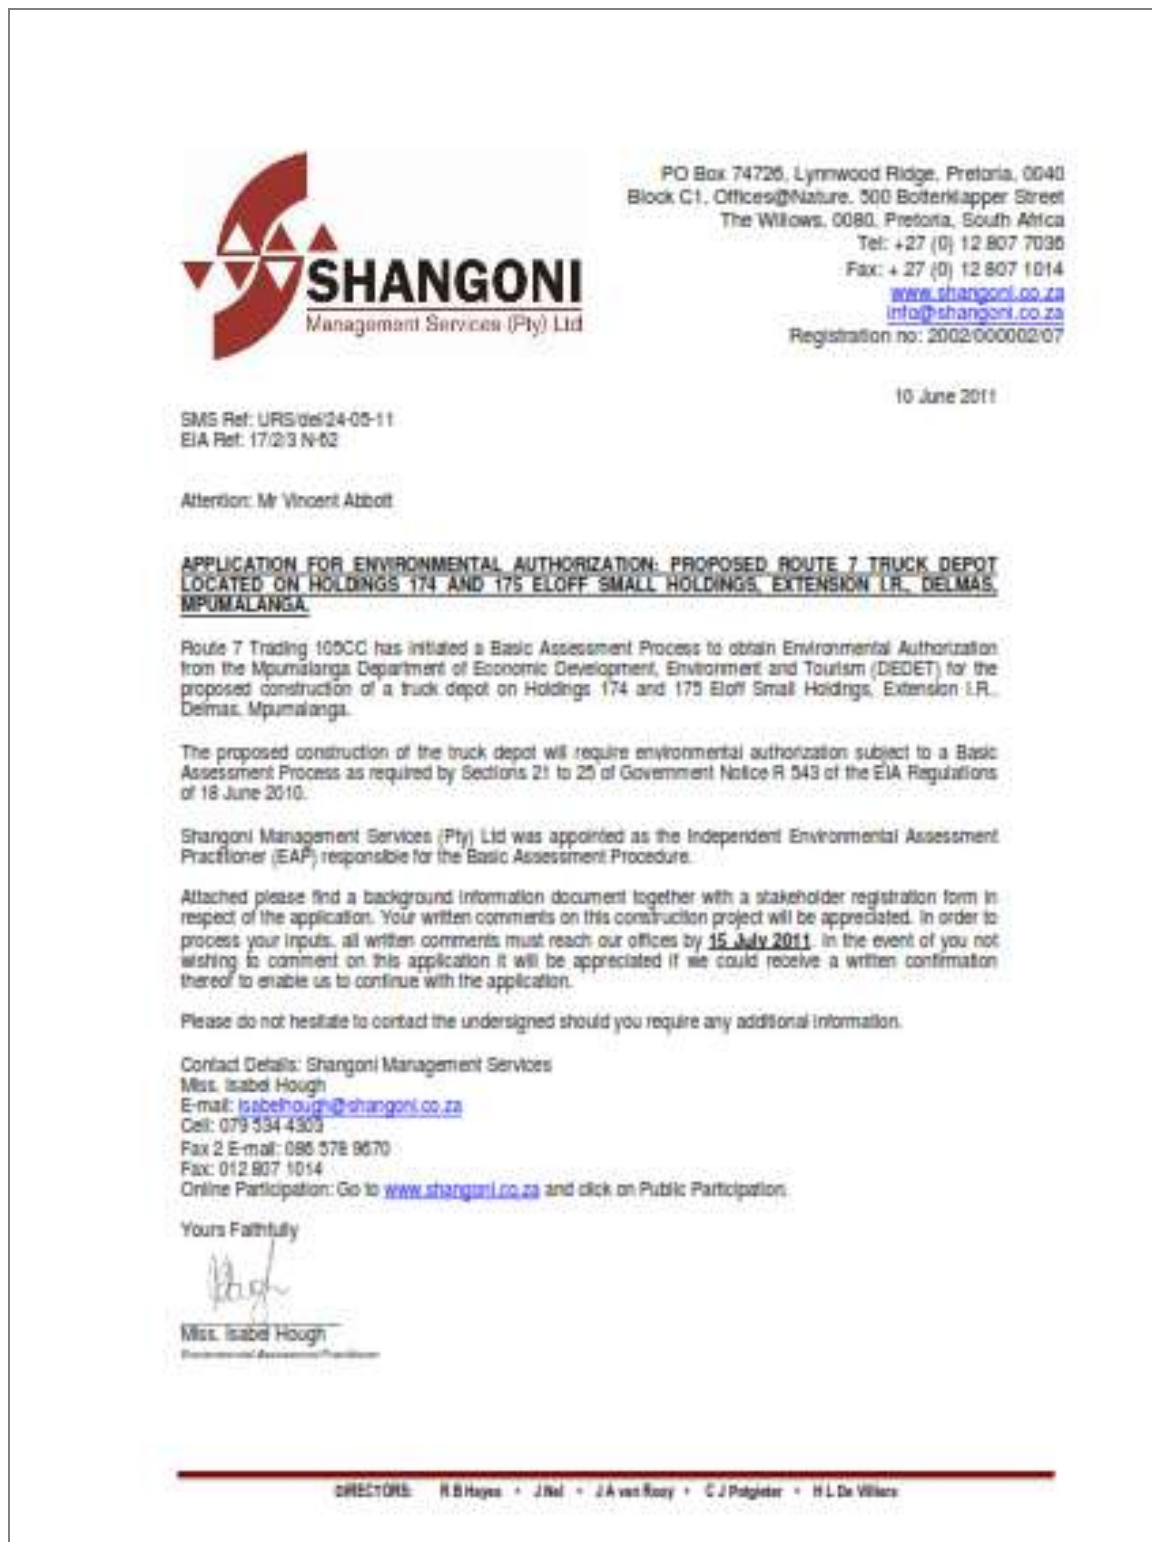 SHANGONI
Management Services (Pty) Ltd
PO Box 74726, Lynnwood Ridge, Pretoria, 0040
Block C1, Offices@Nature, 500 Botterklapper Street
The Willows, 0080, Pretoria, South Africa
Tel: +27 (0) 12 807 7036
Fax: + 27 (0) 12 807 1014
www.shangoni.co.za
info@shangoni.co.za
Registration no: 2002/000002/07
10 June 2011
SMS Ref: URS/del/24-05-11
EIA Ref: 17/2/3 N-62
Attention: Mr Vincent Abbott
APPLICATION FOR ENVIRONMENTAL AUTHORIZATION: PROPOSED ROUTE 7 TRUCK DEPOT
LOCATED ON HOLDINGS 174 AND 175 ELOFF SMALL HOLDINGS, EXTENSION I.R., DELMAS,
MPUMALANGA.
Route 7 Trading 105CC has initiated a Basic Assessment Process to obtain Environmental Authorization
from the Mpumalanga Department of Economic Development, Environment and Tourism (DEDET) for the
proposed construction of a truck depot on Holdings 174 and 175 Eloff Small Holdings, Extension I.R.,
Delmas, Mpumalanga.
The proposed construction of the truck depot will require environmental authorization subject to a Basic
Assessment Process as required by Sections 21 to 25 of Government Notice R 543 of the EIA Regulations
of 18 June 2010.
Shangoni Management Services (Pty) Ltd was appointed as the Independent Environmental Assessment
Practitioner (EAP) responsible for the Basic Assessment Procedure.
Attached please find a background information document together with a stakeholder registration form in
respect of the application. Your written comments on this construction project will be appreciated. In order to
process your inputs, all written comments must reach our offices by 15 July 2011. In the event of you not
wishing to comment on this application it will be appreciated if we could receive a written confirmation
thereof to enable us to continue with the application.
Please do not hesitate to contact the undersigned should you require any additional information.
Contact Details: Shangoni Management Services
Miss. Isabel Hough
E-mail: isabelhough@shangoni.co.za
Cell: 079 534 4303
Fax 2 E-mail: 086 578 9670
Fax: 012 807 1014
Online Participation: Go to www.shangoni.co.za and click on Public Participation.
Yours Faithfully
Miss. Isabel Hough
Environmental Assessment Practitioner
DIRECTORS: R B Hayes • J Nel • J A van Rooy • C J Potgieter • H L De Villiers